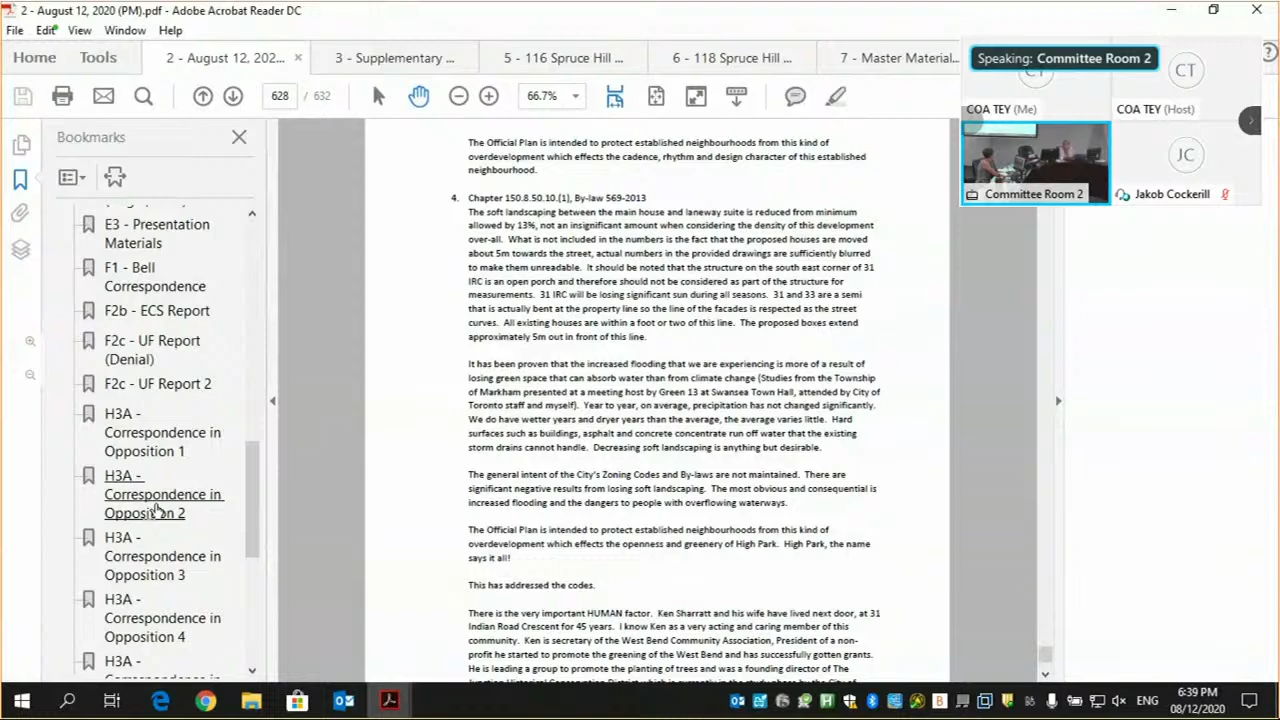 2 - August 12, 2020 (PM).pdf - Adobe Acrobat Reader DC
File Edit View Window Help
Home Tools 2 - August 12, 202... × 3 - Supplementary 5 - 116 Spruce Hill ... 6 - 118 Spruce Hill ... 7 - Master Material...
628 / 632 66.7%
Speaking: Committee Room 2
CT CT
COA TEY (Me) COA TEY (Host)
JC
Committee Room 2 Jakob Cockerill
Bookmarks
E3 - Presentation
Materials
F1 - Bell
Correspondence
F2b - ECS Report
F2c - UF Report
(Denial)
F2c - UF Report 2
H3A -
Correspondence in
Opposition 1
H3A -
Correspondence in
Opposition 2
H3A -
Correspondence in
Opposition 3
H3A -
Correspondence in
Opposition 4
H3A -
The Official Plan is intended to protect established neighbourhoods from this kind of
overdevelopment which effects the cadence, rhythm and design character of this established
neighbourhood.
4. Chapter 150.8.50.10.(1), By-law 569-2013
The soft landscaping between the main house and laneway suite is reduced from minimum
allowed by 13%, not an insignificant amount when considering the density of this development
over-all. What is not included in the numbers is the fact that the proposed houses are moved
about 5m towards the street, actual numbers in the provided drawings are sufficiently blurred
to make them unreadable. It should be noted that the structure on the south east corner of 31
IRC is an open porch and therefore should not be considered as part of the structure for
measurements. 31 IRC will be losing significant sun during all seasons. 31 and 33 are a semi
that is actually bent at the property line so the line of the facades is respected as the street
curves. All existing houses are within a foot or two of this line. The proposed boxes extend
approximately 5m out in front of this line.
It has been proven that the increased flooding that we are experiencing is more of a result of
losing green space that can absorb water than from climate change (Studies from the Township
of Markham presented at a meeting host by Green 13 at Swansea Town Hall, attended by City of
Toronto staff and myself). Year to year, on average, precipitation has not changed significantly.
We do have wetter years and dryer years than the average, the average varies little. Hard
surfaces such as buildings, asphalt and concrete concentrate run off water that the existing
storm drains cannot handle. Decreasing soft landscaping is anything but desirable.
The general intent of the City's Zoning Codes and By-laws are not maintained. There are
significant negative results from losing soft landscaping. The most obvious and consequential is
increased flooding and the dangers to people with overflowing waterways.
The Official Plan is intended to protect established neighbourhoods from this kind of
overdevelopment which effects the openness and greenery of High Park. High Park, the name
says it all!
This has addressed the codes.
There is the very important HUMAN factor. Ken Sharratt and his wife have lived next door, at 31
Indian Road Crescent for 45 years. I know Ken as a very acting and caring member of this
community. Ken is secretary of the West Bend Community Association, President of a non-
profit he started to promote the greening of the West Bend and has successfully gotten grants.
He is leading a group to promote the planting of trees and was a founding director of The
ENG
6:39 PM
08/12/2020